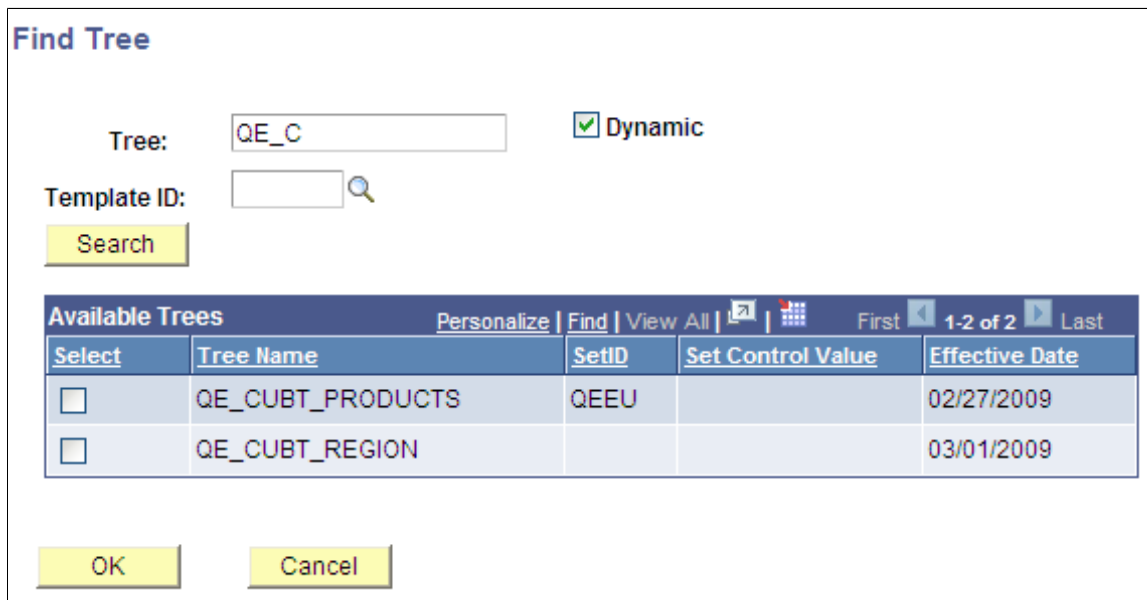 Find Tree
Tree: QE_C Dynamic
Template ID:
Search
Available Trees Personalize | Find | View All | | First 1-2 of 2 Last
Select Tree Name SetID Set Control Value Effective Date
QE_CUBT_PRODUCTS QEEU 02/27/2009
QE_CUBT_REGION 03/01/2009
OK Cancel